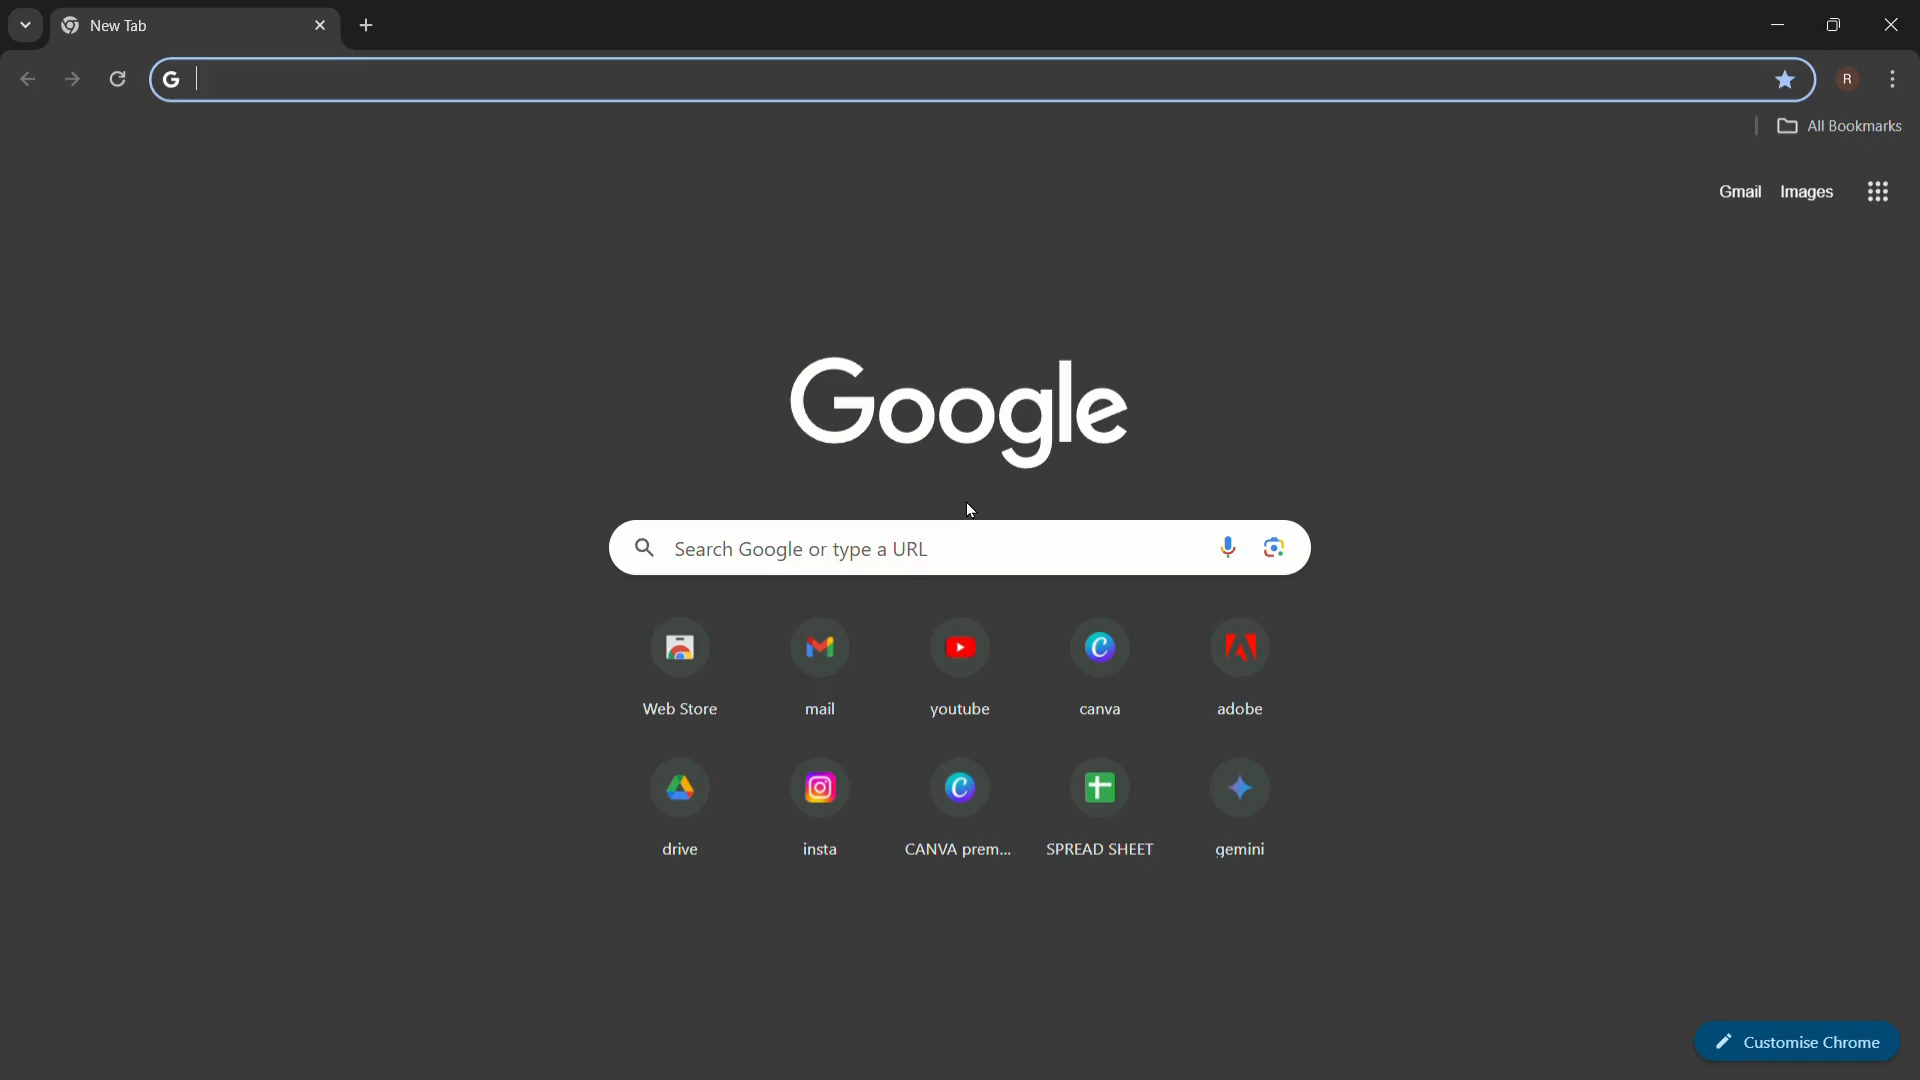 New Tab
All Bookmarks
Gmail Images
Google
Search Google or type a URL
Web Store mail youtube canva adobe
drive insta CANVA prem... SPREAD SHEET gemini
Customise Chrome